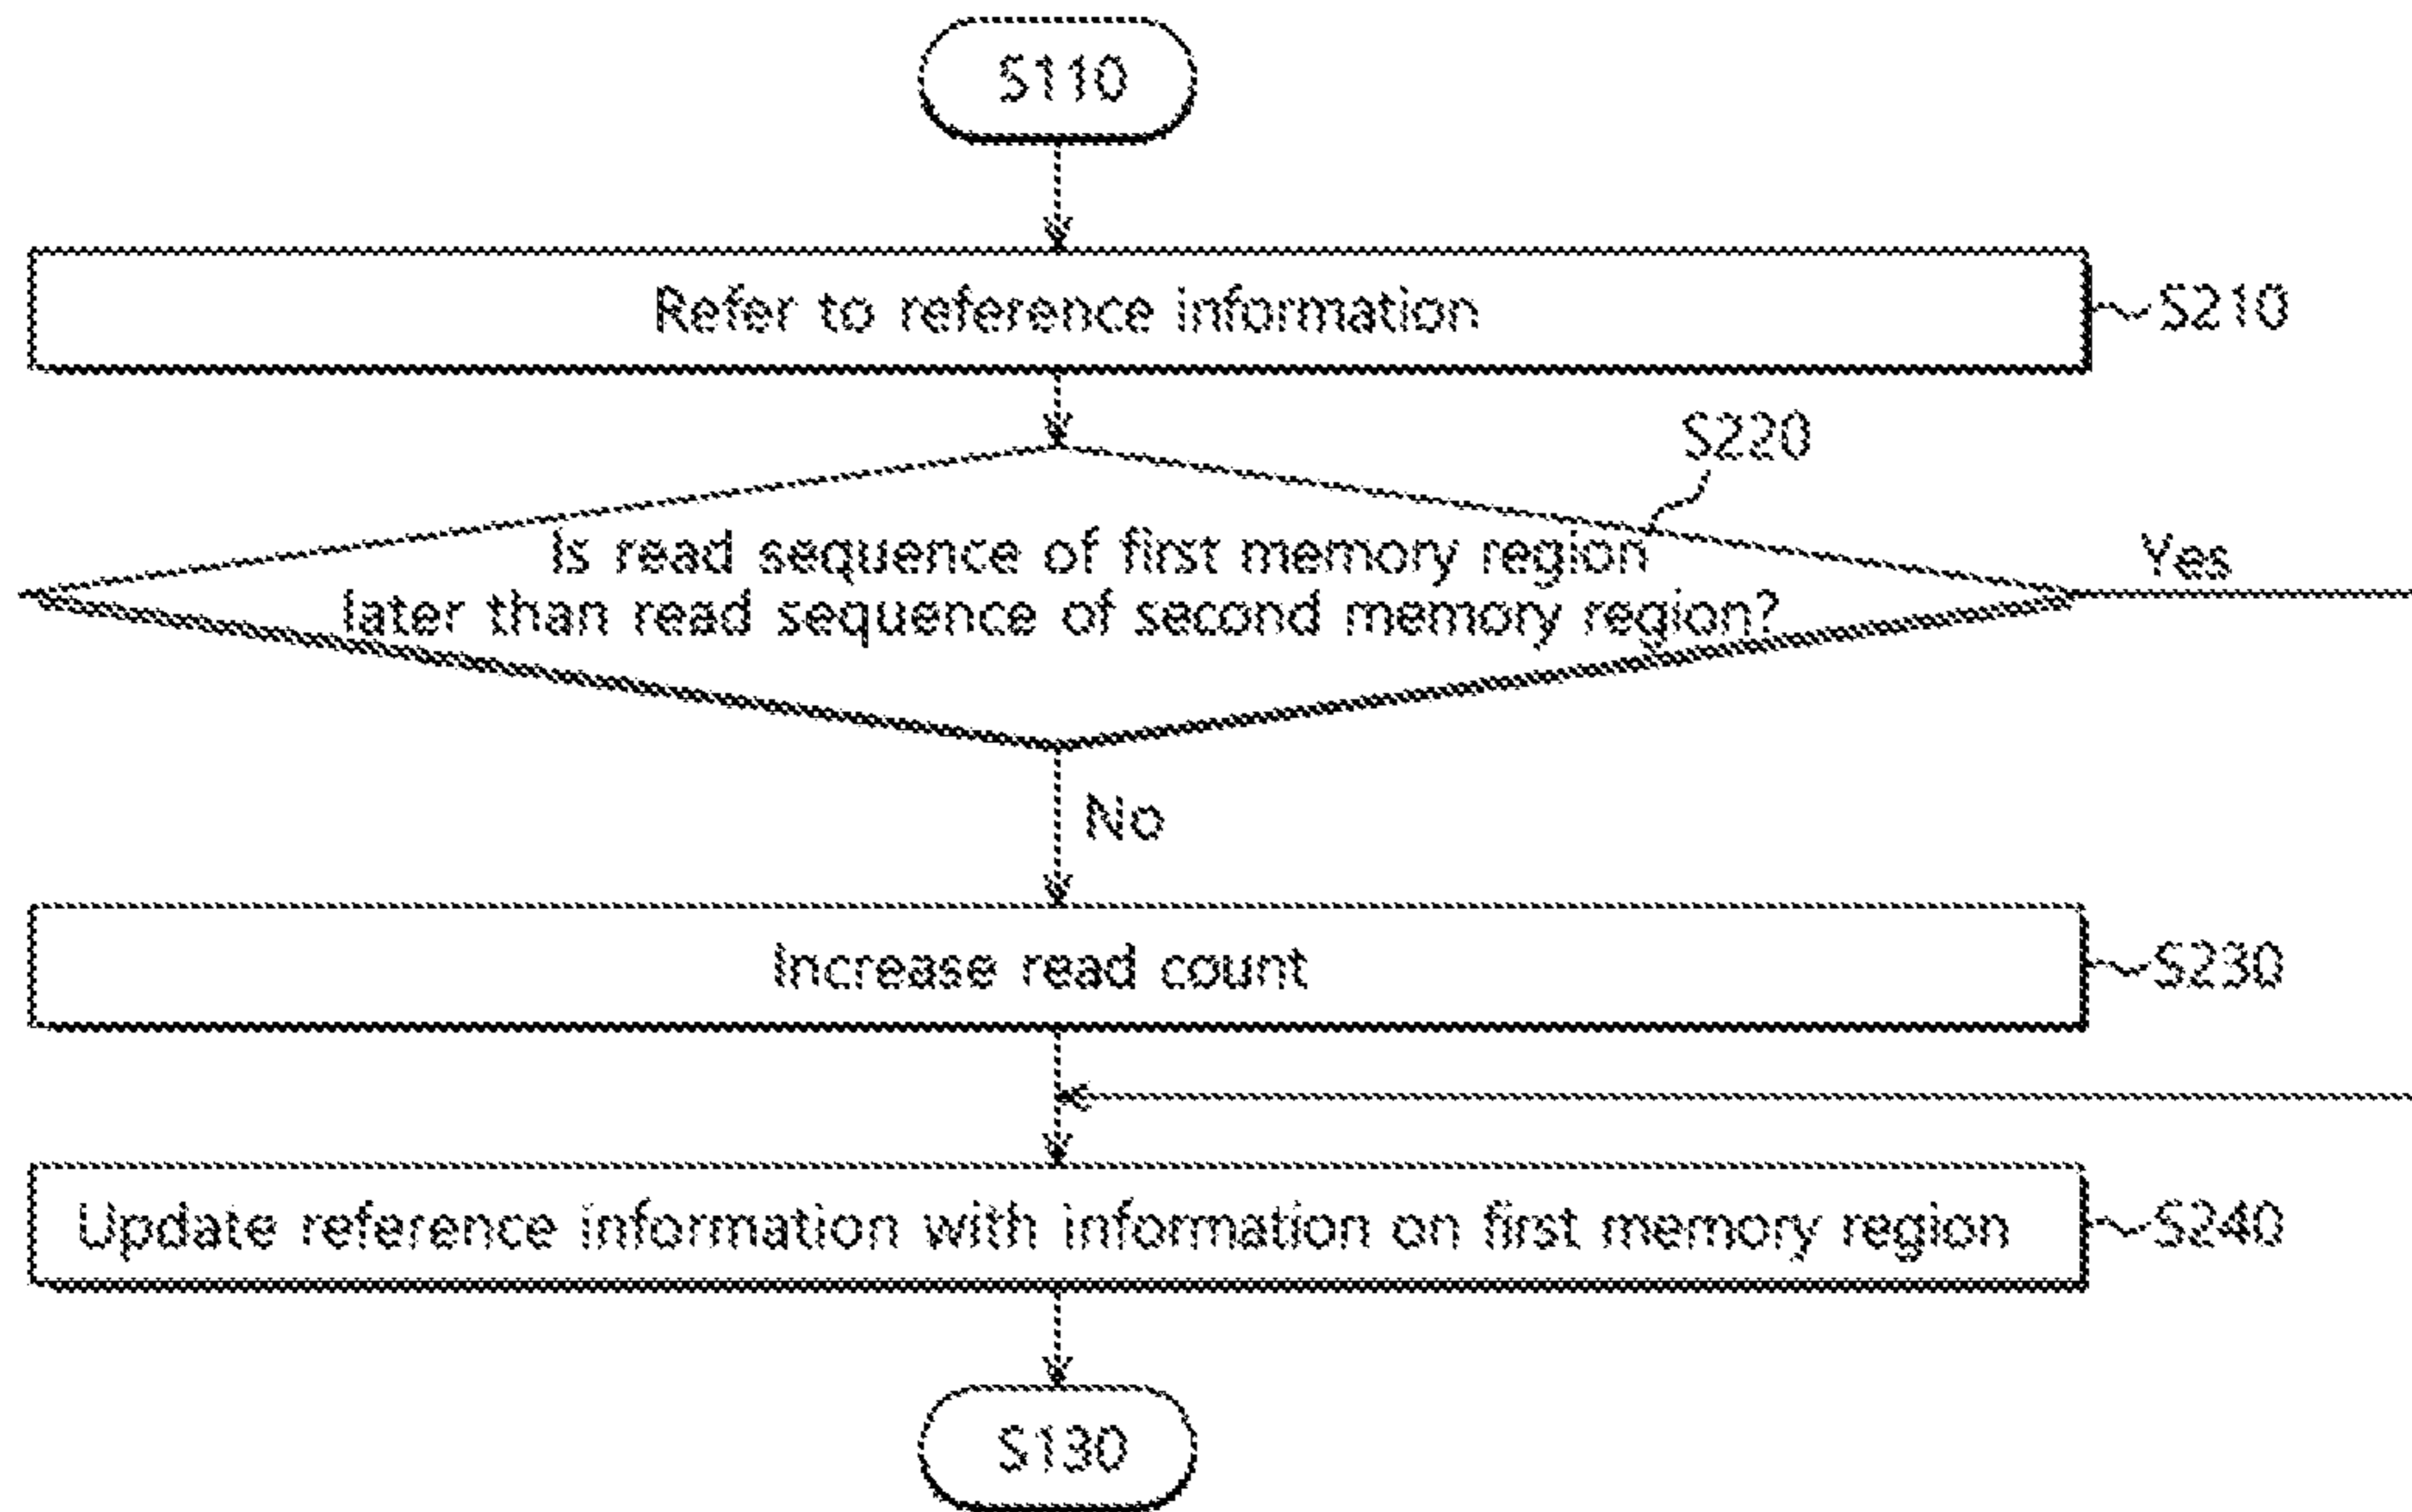 S110
Refer to reference information
S210
S220
Is read sequence of first memory region
later than read sequence of second memory region?
Yes
No
Increase read count
S230
Update reference information with information on first memory region
S240
S130